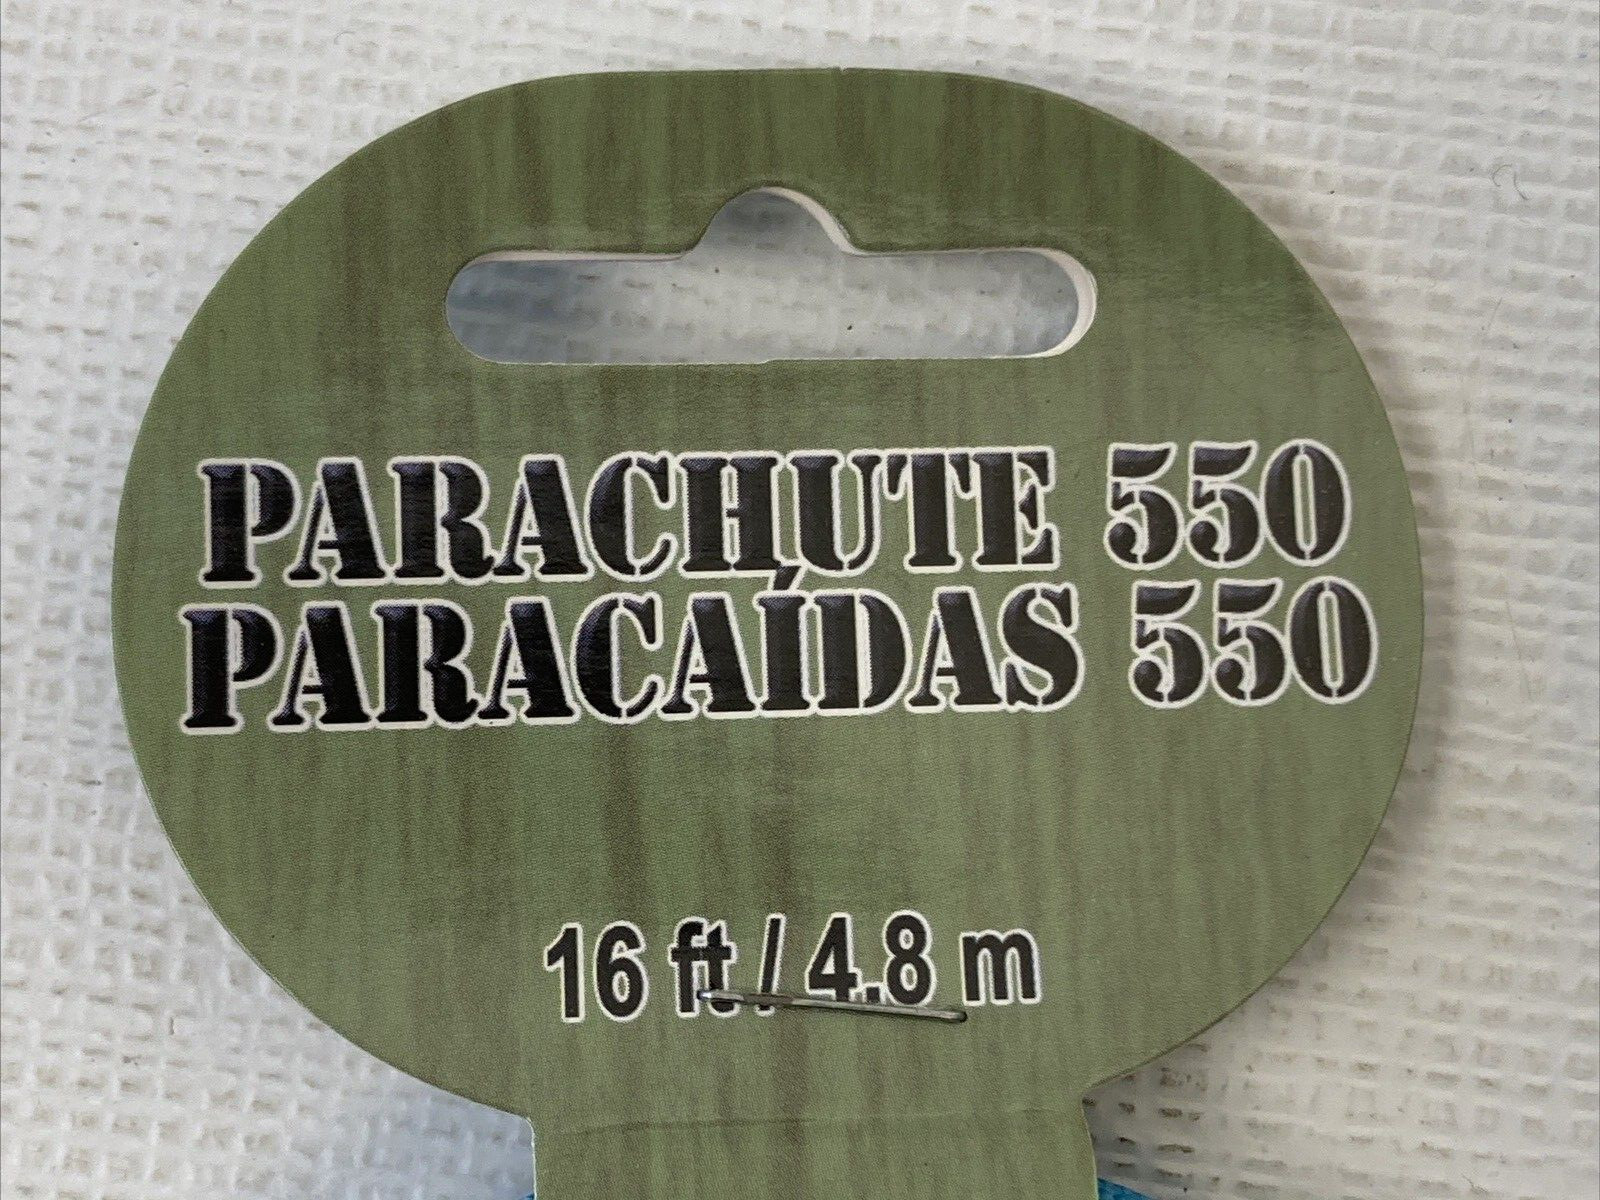 PARACHUTE 550
PARACAÍDAS 550
16 ft / 4.8 m